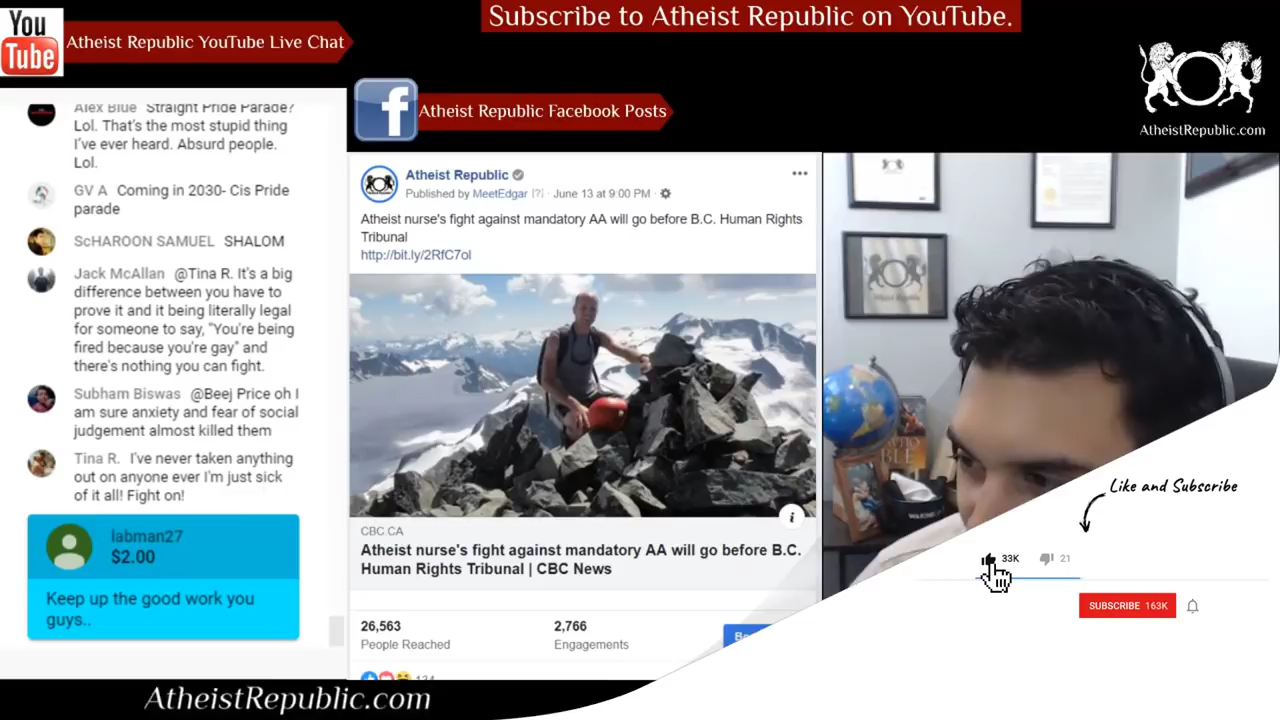 Subscribe to Atheist Republic on YouTube.
You
Tube
Atheist Republic YouTube Live Chat
Atheist Republic Facebook Posts
AtheistRepublic.com
Alex Blue Straight Pride Parade?
Lol. That's the most stupid thing
I've ever heard. Absurd people.
Lol.
GV A Coming in 2030- Cis Pride
parade
ScHAROON SAMUEL SHALOM
Jack McAllan @Tina R. It's a big
difference between you have to
prove it and it being literally legal
for someone to say, "You're being
fired because you're gay" and
there's nothing you can fight.
Subham Biswas @Beej Price oh I
am sure anxiety and fear of social
judgement almost killed them
Tina R. I've never taken anything
out on anyone ever I'm just sick
of it all! Fight on!
labman27
$2.00
Keep up the good work you
guys..
Atheist Republic
Published by MeetEdgar [?] · June 13 at 9:00 PM ·
Atheist nurse's fight against mandatory AA will go before B.C. Human Rights
Tribunal
http://bit.ly/2RfC7ol
CBC.CA
Atheist nurse's fight against mandatory AA will go before B.C.
Human Rights Tribunal | CBC News
26,563
People Reached
2,766
Engagements
134
Like and Subscribe
33K
21
SUBSCRIBE 163K
AtheistRepublic.com